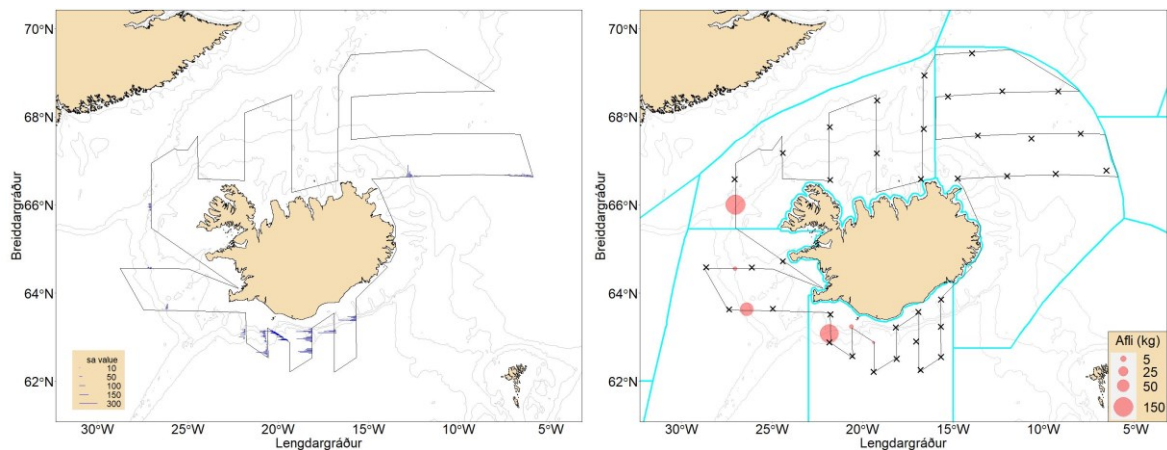 70°N
68°N
66°N
64°N
62°N
Breiddargráður
30°W
25°W
20°W
15°W
10°W
5°W
Lengdargráður
sa value
10
50
100
150
300
70°N
68°N
66°N
64°N
62°N
Breiddargráður
30°W
25°W
20°W
15°W
10°W
5°W
Lengdargráður
Afli (kg)
5
25
50
150